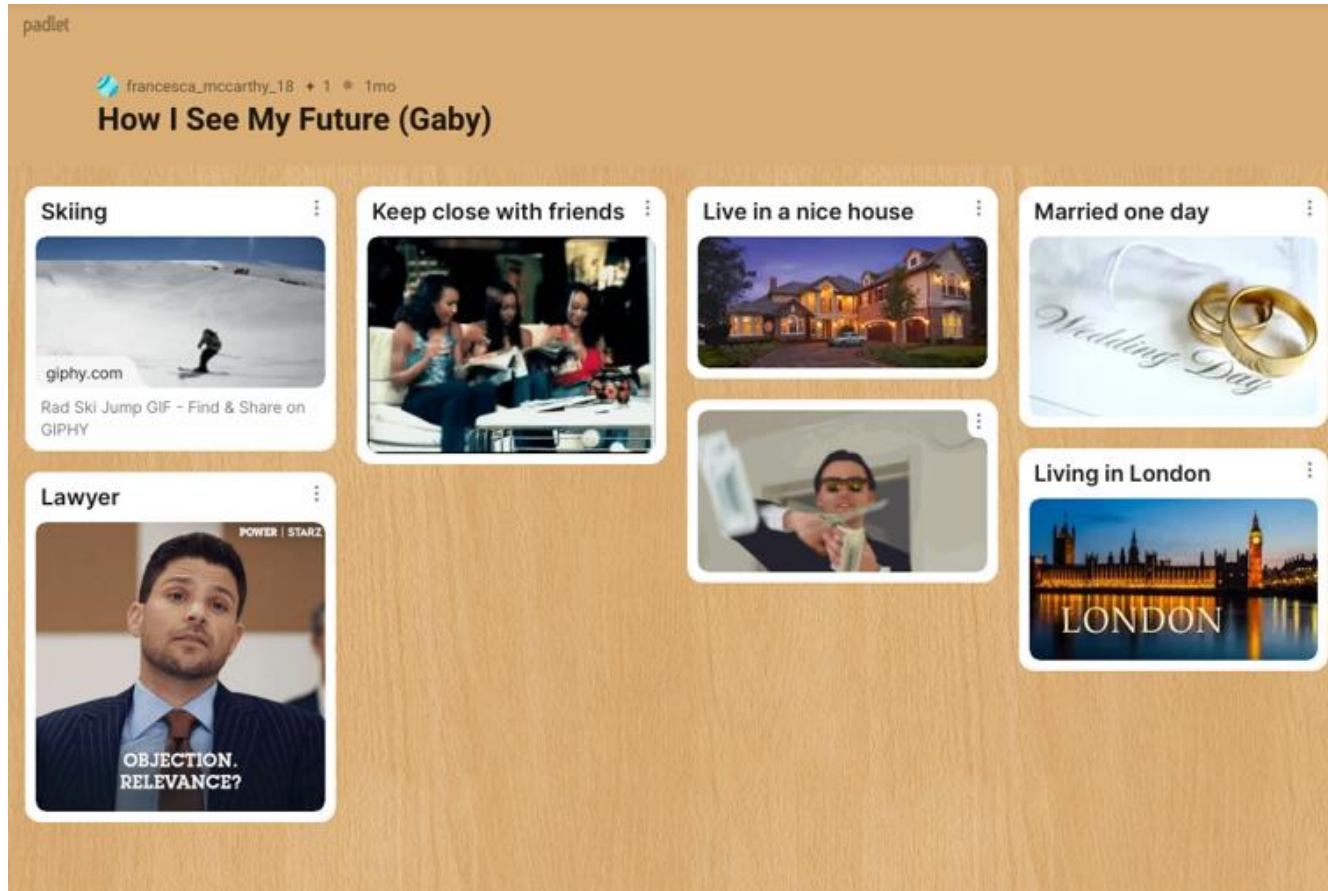 padlet
francesca_mccarthy_18 + 1 • 1mo
How I See My Future (Gaby)
Skiing
giphy.com
Rad Ski Jump GIF - Find & Share on
GIPHY
Lawyer
POWER | STARZ
OBJECTION.
RELEVANCE?
Keep close with friends
Live in a nice house
Married one day
Wedding Day
Living in London
LONDON